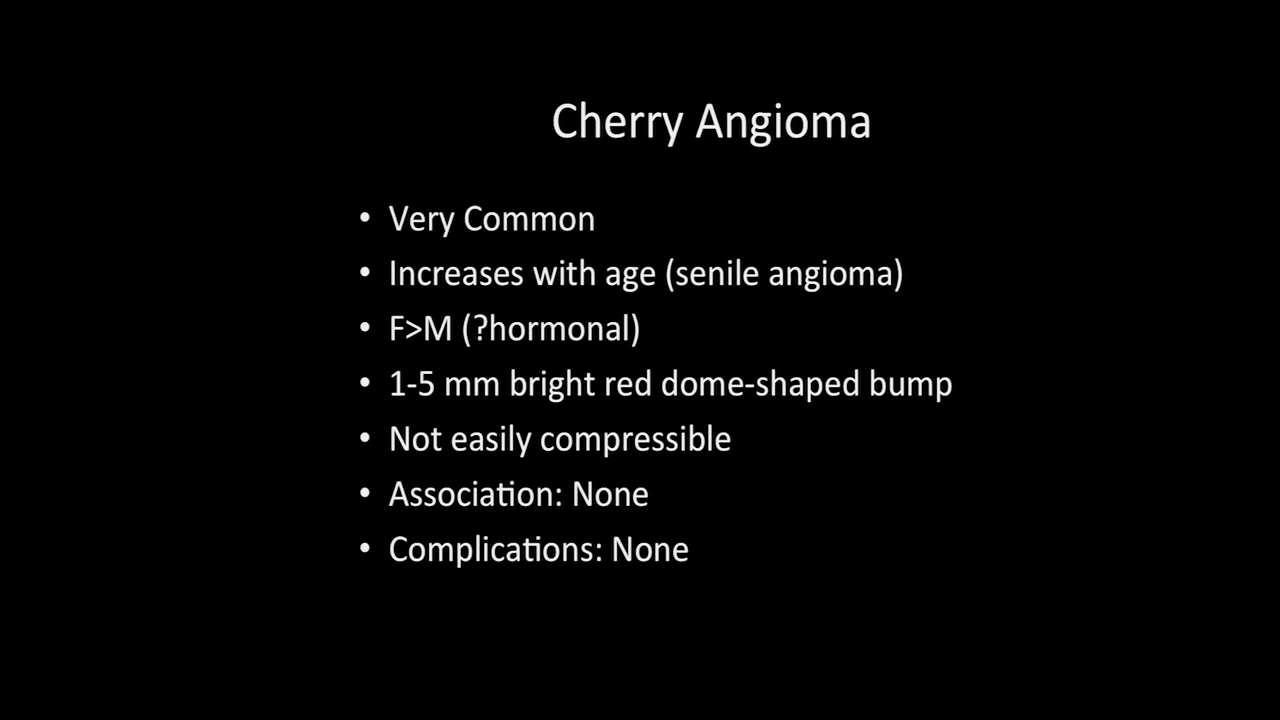 Cherry Angioma
• Very Common
• Increases with age (senile angioma)
• F>M (?hormonal)
• 1-5 mm bright red dome-shaped bump
• Not easily compressible
• Association: None
• Complications: None